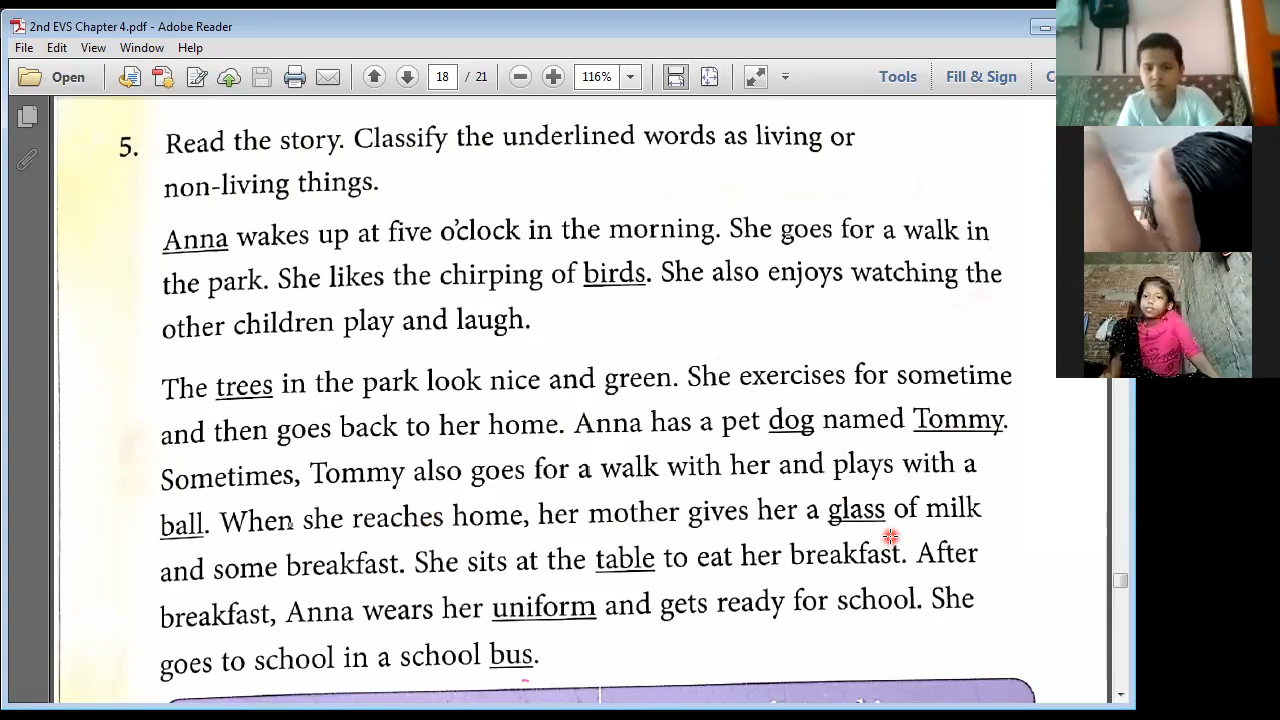 2nd EVS Chapter 4.pdf - Adobe Reader
File Edit View Window Help
Open 18 / 21 116% Tools Fill & Sign C
5. Read the story. Classify the underlined words as living or
non-living things.
Anna wakes up at five o'clock in the morning. She goes for a walk in
the park. She likes the chirping of birds. She also enjoys watching the
other children play and laugh.
The trees in the park look nice and green. She exercises for sometime
and then goes back to her home. Anna has a pet dog named Tommy.
Sometimes, Tommy also goes for a walk with her and plays with a
ball. When she reaches home, her mother gives her a glass of milk
and some breakfast. She sits at the table to eat her breakfast. After
breakfast, Anna wears her uniform and gets ready for school. She
goes to school in a school bus.